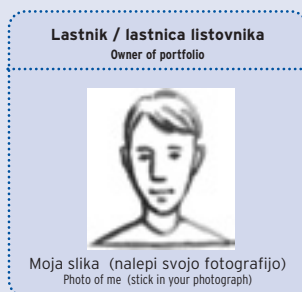 Lastnik / lastnica listovnika
Owner of portfolio
Moja slika (nalepi svojo fotografijo)
Photo of me (stick in your photograph)